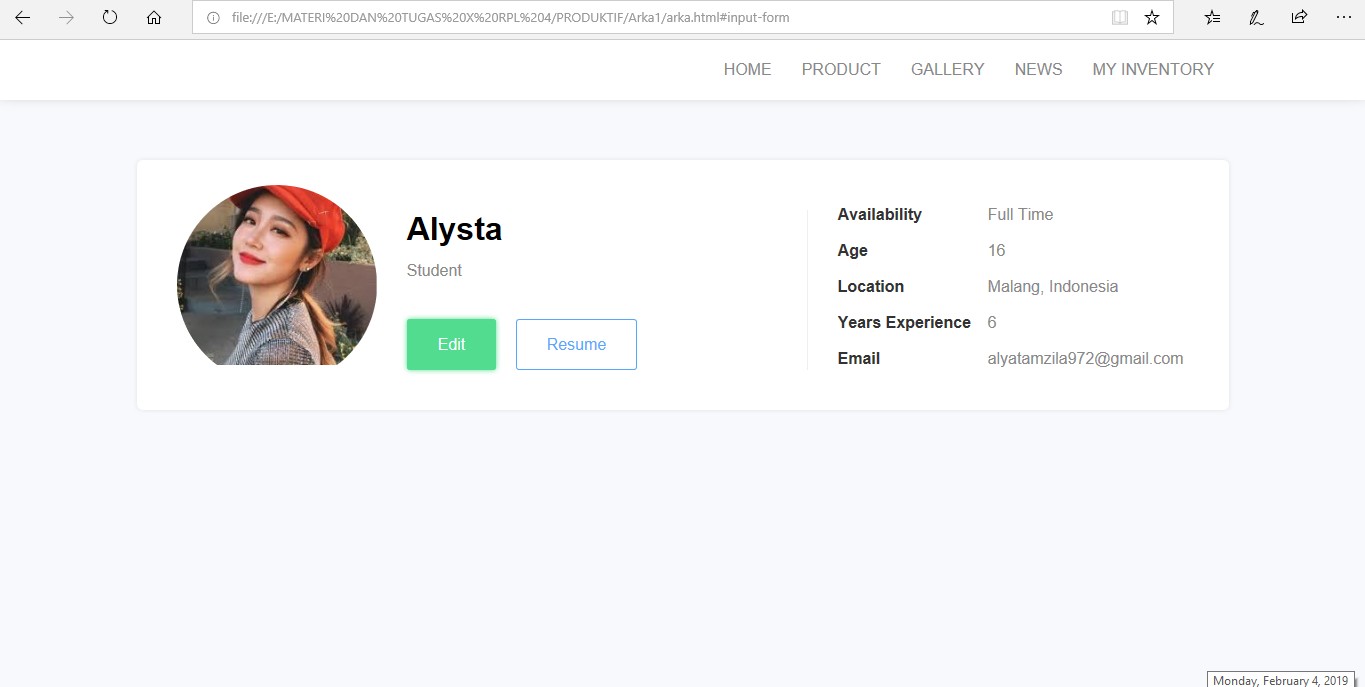 file:///E:/MATERI%20DAN%20TUGAS%20X%20RPL%204/PRODUKTIF/Arka1/arka.html#input-form
HOME PRODUCT GALLERY NEWS MY INVENTORY
Alysta
Student
Edit Resume
Availability Full Time
Age 16
Location Malang, Indonesia
Years Experience 6
Email alyatamzila972@gmail.com
Monday, February 4, 2019